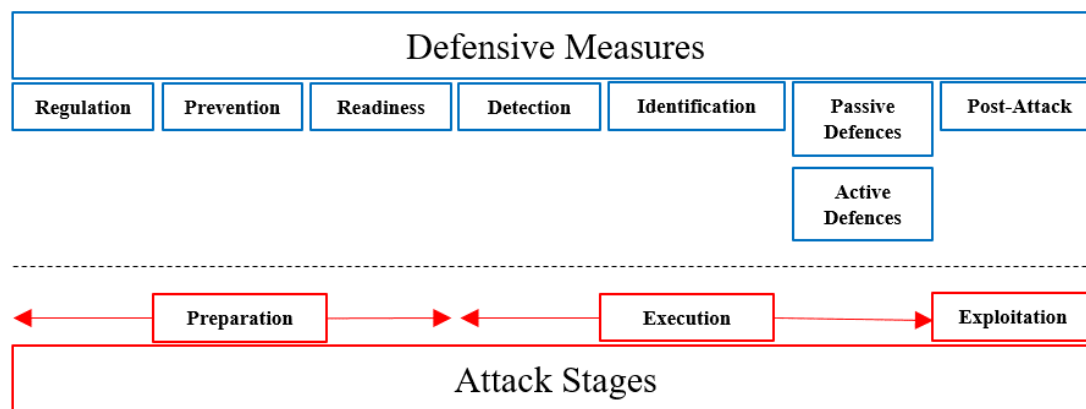 Defensive Measures
Regulation
Prevention
Readiness
Detection
Identification
Passive
Defences
Post-Attack
Active
Defences
Preparation
Execution
Exploitation
Attack Stages